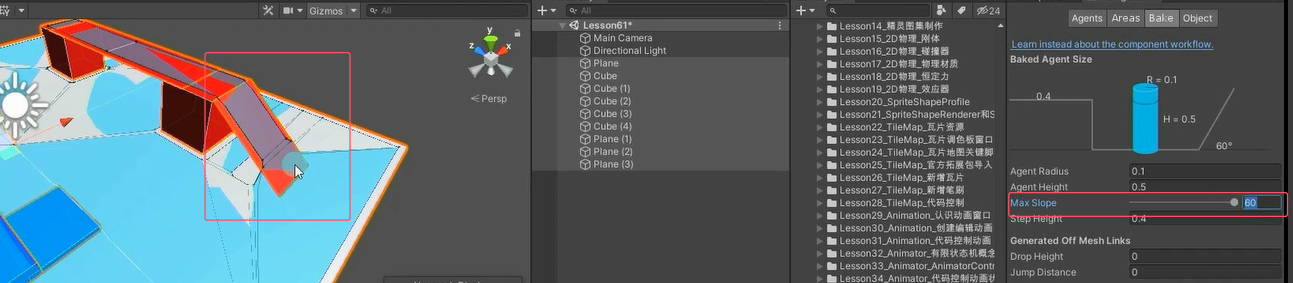 Gizmos
All
y
x
z
Persp
All
Lesson61*
Main Camera
Directional Light
Plane
Cube
Cube (1)
Cube (2)
Cube (3)
Cube (4)
Plane (1)
Plane (2)
Plane (3)
24
Lesson14_精灵图集制作
Lesson15_2D物理_刚体
Lesson16_2D物理_碰撞器
Lesson17_2D物理_物理材质
Lesson18_2D物理_恒定力
Lesson19_2D物理_效应器
Lesson20_SpriteShapeProfile
Lesson21_SpriteShapeRenderer和S
Lesson22_TileMap_瓦片资源
Lesson23_TileMap_瓦片调色板窗口
Lesson24_TileMap_瓦片地图关键脚
Lesson25_TileMap_官方拓展包导入
Lesson26_TileMap_新增瓦片
Lesson27_TileMap_新增笔刷
Lesson28_TileMap_代码控制
Lesson29_Animation_认识动画窗口
Lesson30_Animation_创建编辑动画
Lesson31_Animation_代码控制动画
Lesson32_Animator_有限状态机概念
Lesson33_Animator_AnimatorContr
Lesson34_Animator_代码控制动画状
Agents
Areas
Bake
Object
Learn instead about the component workflow.
Baked Agent Size
R = 0.1
0.4
H = 0.5
60°
Agent Radius 0.1
Agent Height 0.5
Max Slope 60
Step Height 0.4
Generated Off Mesh Links
Drop Height 0
Jump Distance 0